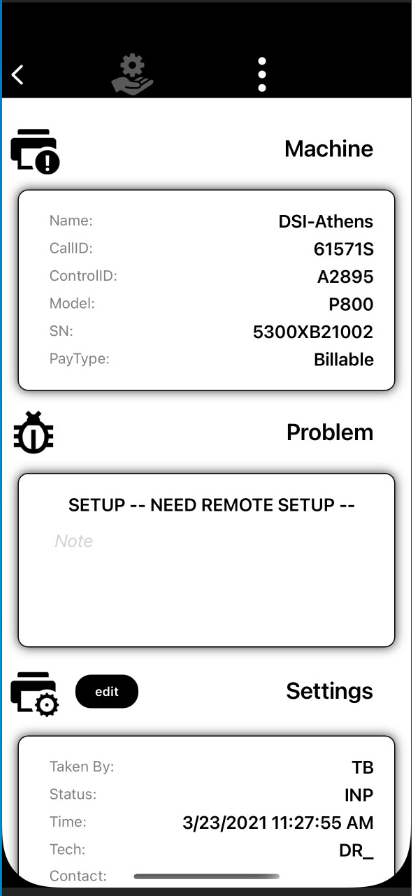 Machine
Name: DSI-Athens
CallID: 61571S
ControlID: A2895
Model: P800
SN: 5300XB21002
PayType: Billable
Problem
SETUP -- NEED REMOTE SETUP --
Note
edit Settings
Taken By: TB
Status: INP
Time: 3/23/2021 11:27:55 AM
Tech: DR_
Contact: